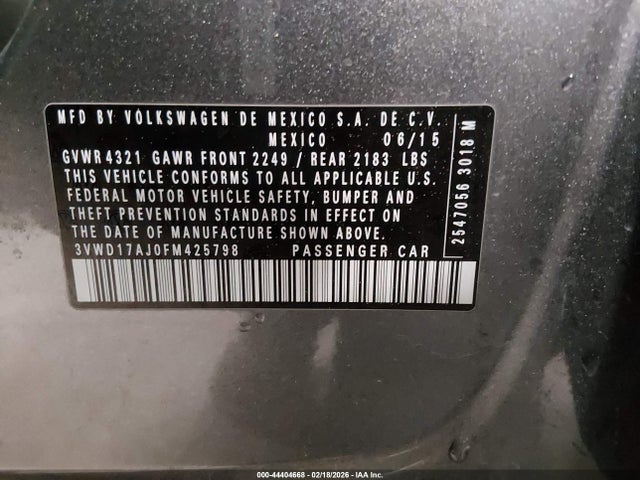 MFD BY VOLKSWAGEN DE MEXICO S.A. DE C.V.
MEXICO 06/15
GVWR 4321 GAWR FRONT 2249 / REAR 2183 LBS
THIS VEHICLE CONFORMS TO ALL APPLICABLE U.S.
FEDERAL MOTOR VEHICLE SAFETY, BUMPER AND
THEFT PREVENTION STANDARDS IN EFFECT ON
THE DATE OF MANUFACTURE SHOWN ABOVE.
3VWD17AJ0FM425798 PASSENGER CAR
2547056 3018 M
000-44404668 - 02/18/2026 - IAA Inc.